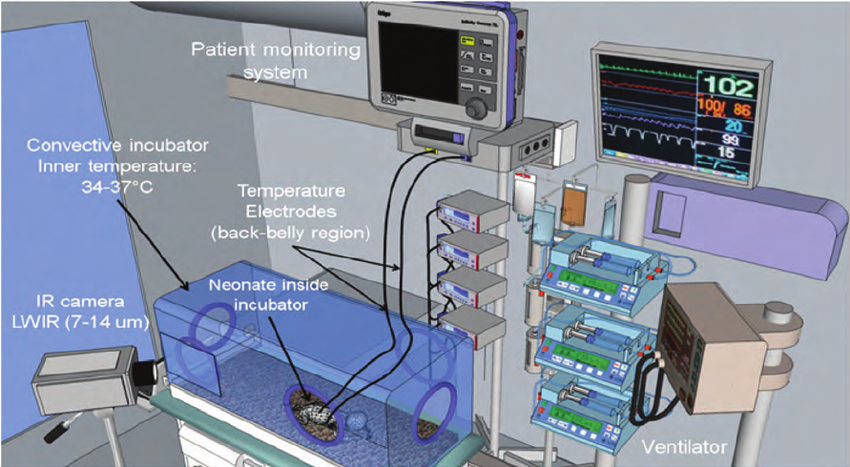 Patient monitoring
system
Convective incubator
Inner temperature:
34-37°C
Temperature
Electrodes
(back-belly region)
Neonate inside
incubator
IR camera
LWIR (7-14 um)
Ventilator
102
100/ 86
20
99
15